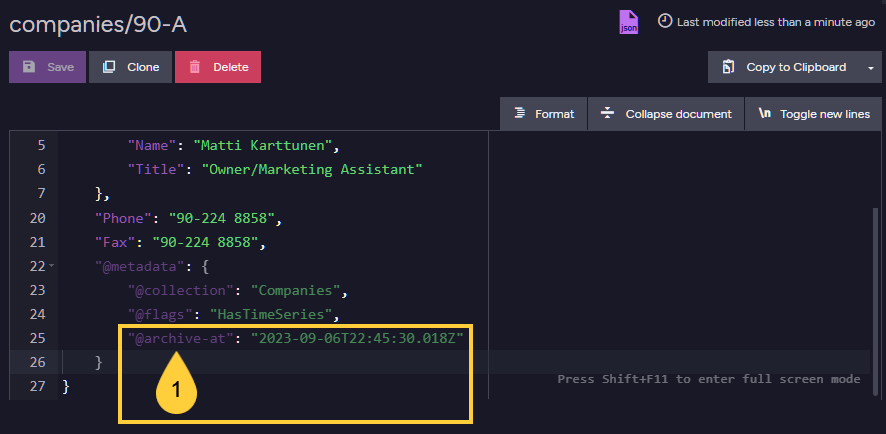 companies/90-A
json
Last modified less than a minute ago
Save
Clone
Delete
Copy to Clipboard
Format
Collapse document
\n Toggle new lines
5 "Name": "Matti Karttunen",
6 "Title": "Owner/Marketing Assistant"
7 },
20 "Phone": "90-224 8858",
21 "Fax": "90-224 8858",
22 "@metadata": {
23 "@collection": "Companies",
24 "@flags": "HasTimeSeries",
25 "@archive-at": "2023-09-06T22:45:30.018Z"
26 }
27 }
1
Press Shift+F11 to enter full screen mode